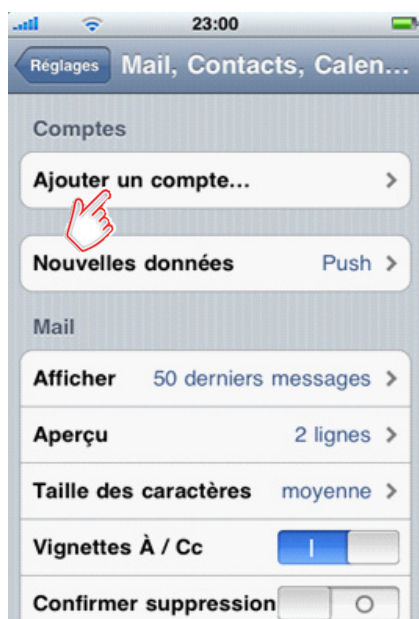 23:00
Réglages Mail, Contacts, Calen...
Comptes
Ajouter un compte...
Nouvelles données Push
Mail
Afficher 50 derniers messages
Aperçu 2 lignes
Taille des caractères moyenne
Vignettes À / Cc
Confirmer suppression